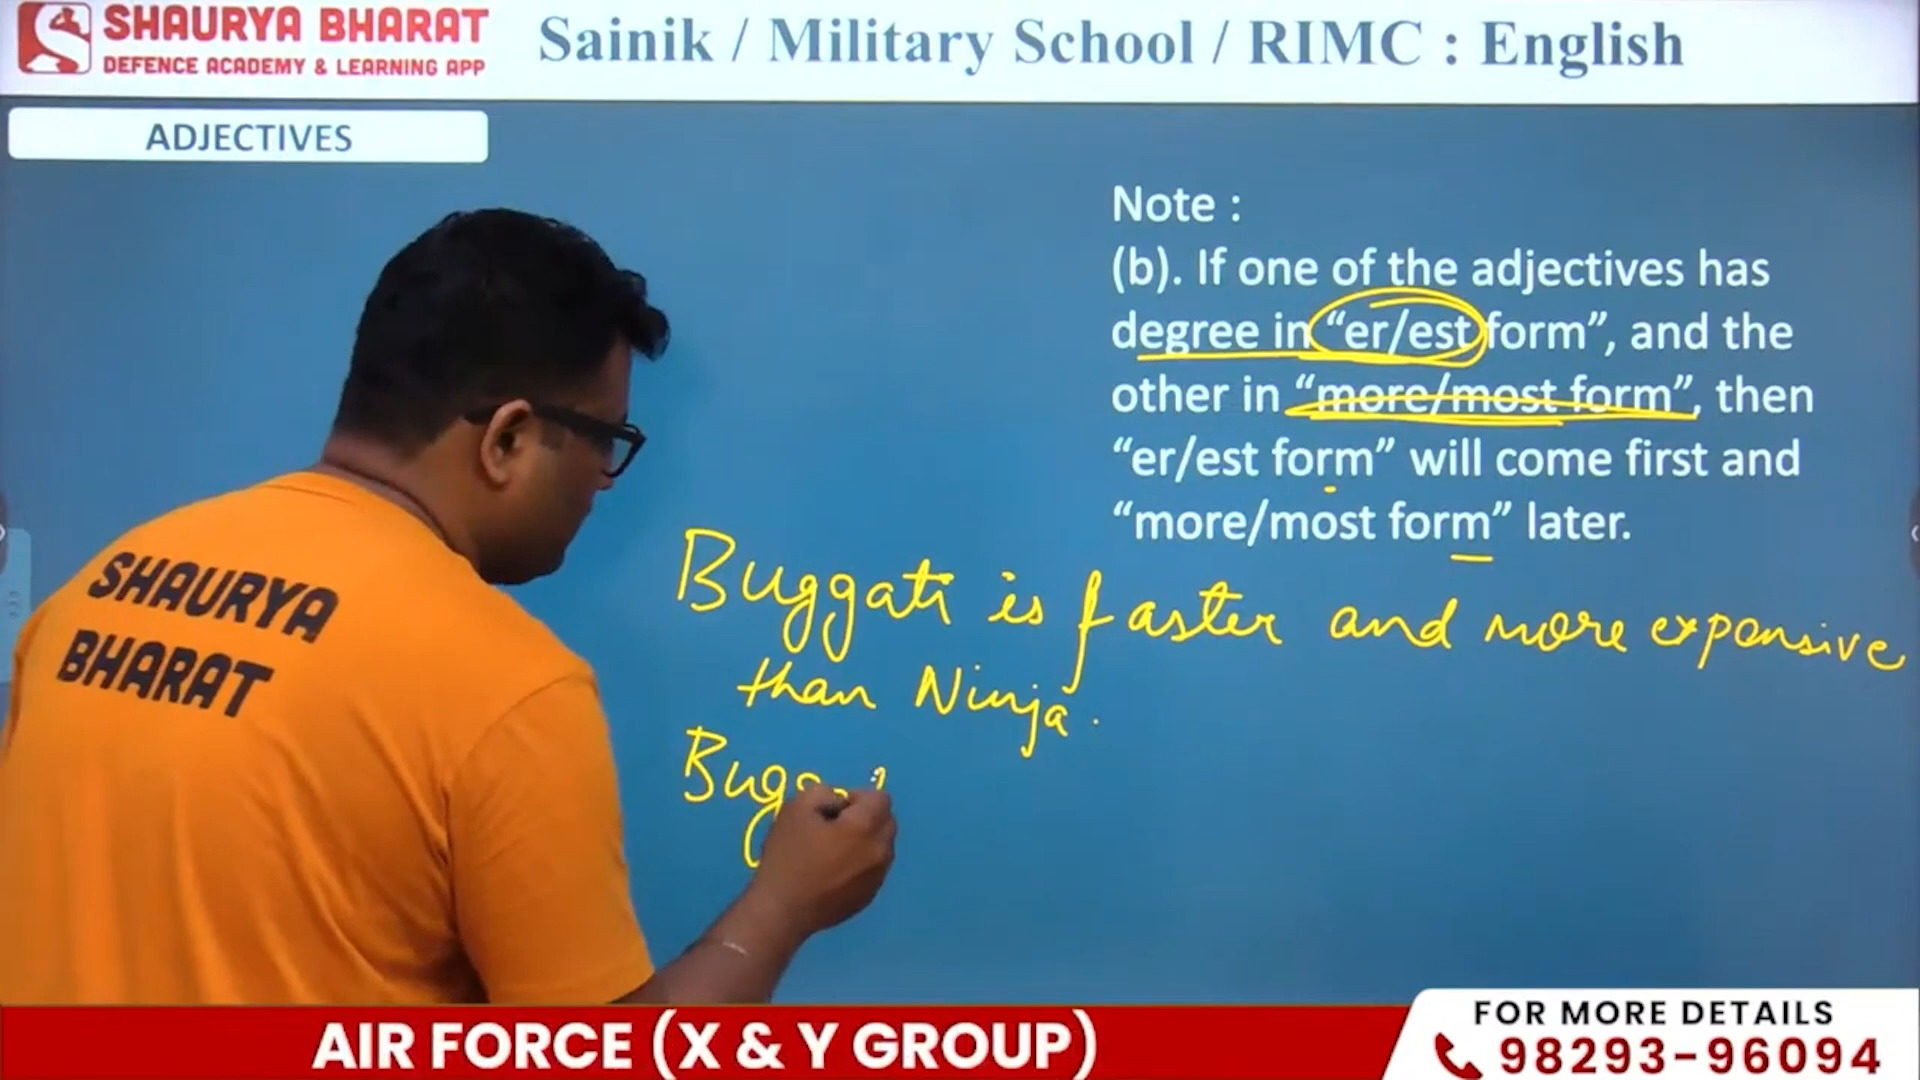 SHAURYA BHARAT
DEFENCE ACADEMY & LEARNING APP
Sainik / Military School / RIMC : English
ADJECTIVES
Note :
(b). If one of the adjectives has
degree in “er/est form”, and the
other in “more/most form”, then
“er/est form” will come first and
“more/most form” later.
Buggati is faster and more expensive
than Ninja.
SHAURYA
BHARAT
AIR FORCE (X & Y GROUP)
FOR MORE DETAILS
98293-96094